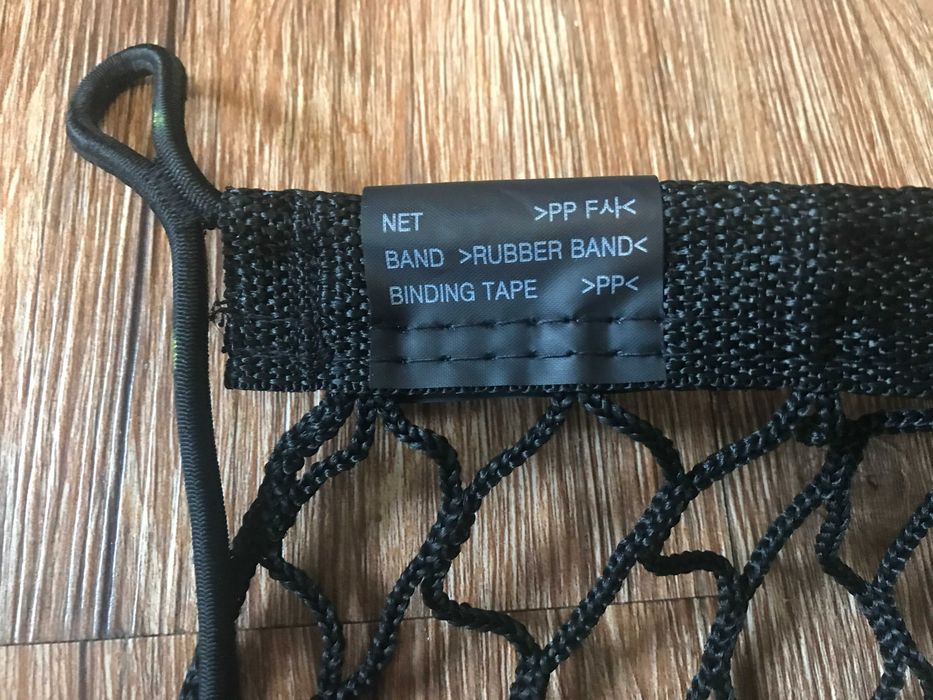 NET >PP F사<
BAND >RUBBER BAND<
BINDING TAPE >PP<